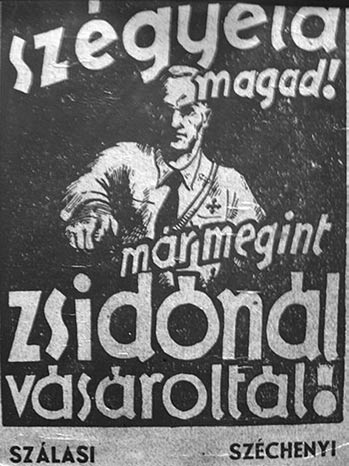 Szégyeld
magad!
már megint
zsidónál
vásároltál!
SZÁLASI SZÉCHENYI